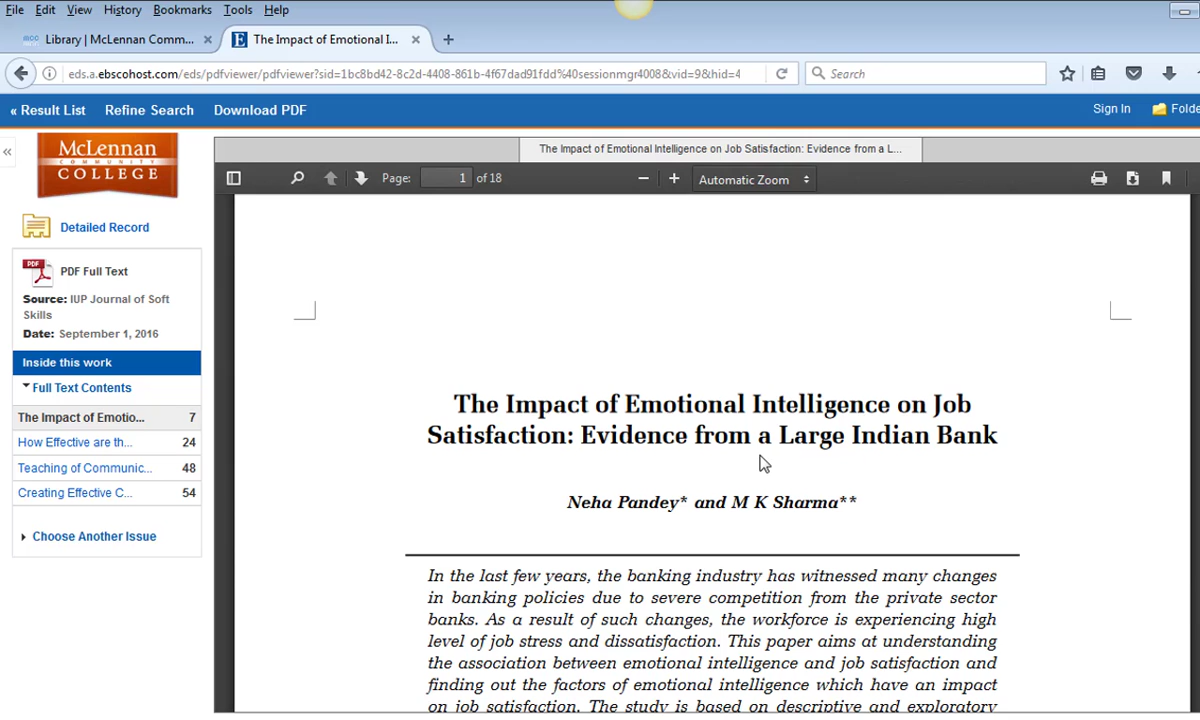 File Edit View History Bookmarks Tools Help
mcc Library | McLennan Comm... × E The Impact of Emotional I... × +
i eds.a.ebscohost.com/eds/pdfviewer/pdfviewer?sid=1bc8bd42-8c2d-4408-861b-4f67dad91fdd%40sessionmgr4008&vid=9&hid=4 Search
« Result List Refine Search Download PDF Sign In Folde
«
McLennan
COMMUNITY
COLLEGE
Detailed Record
PDF PDF Full Text
Source: IUP Journal of Soft
Skills
Date: September 1, 2016
Inside this work
Full Text Contents
The Impact of Emotio... 7
How Effective are th... 24
Teaching of Communic... 48
Creating Effective C... 54
Choose Another Issue
The Impact of Emotional Intelligence on Job Satisfaction: Evidence from a L...
Page: 1 of 18 − + Automatic Zoom
The Impact of Emotional Intelligence on Job
Satisfaction: Evidence from a Large Indian Bank
Neha Pandey* and M K Sharma**
In the last few years, the banking industry has witnessed many changes
in banking policies due to severe competition from the private sector
banks. As a result of such changes, the workforce is experiencing high
level of job stress and dissatisfaction. This paper aims at understanding
the association between emotional intelligence and job satisfaction and
finding out the factors of emotional intelligence which have an impact
on job satisfaction. The study is based on descriptive and exploratory